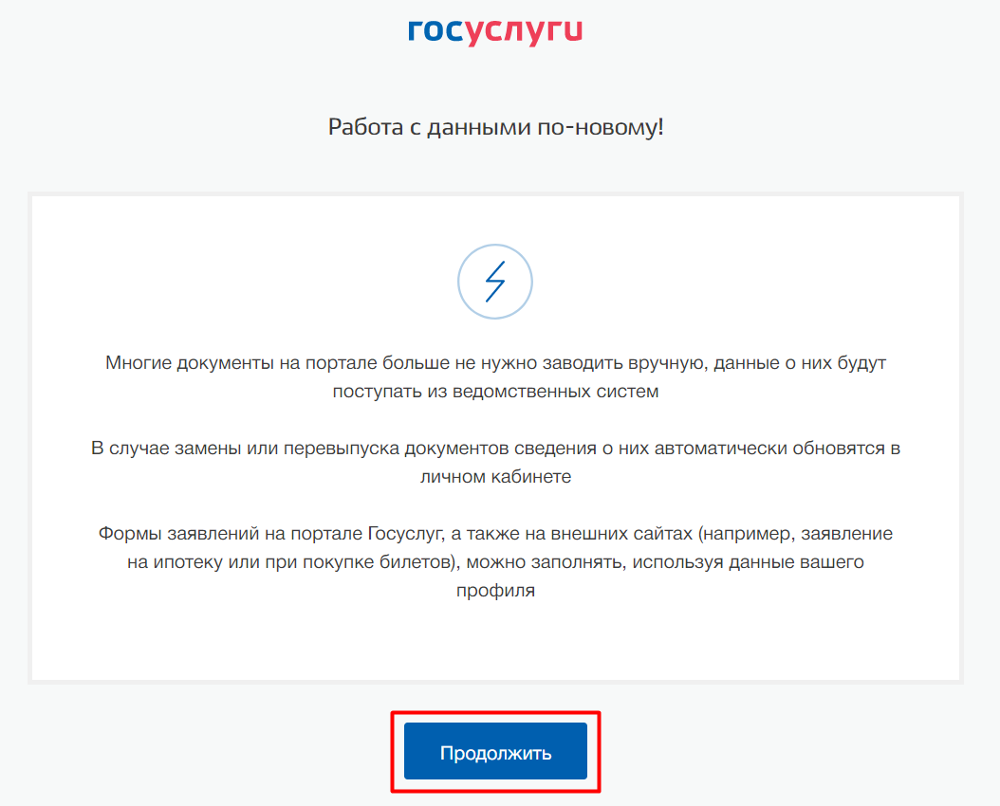 госуслуги
Работа с данными по-новому!
Многие документы на портале больше не нужно заводить вручную, данные о них будут
поступать из ведомственных систем
В случае замены или перевыпуска документов сведения о них автоматически обновятся в
личном кабинете
Формы заявлений на портале Госуслуг, а также на внешних сайтах (например, заявление
на ипотеку или при покупке билетов), можно заполнять, используя данные вашего
профиля
Продолжить